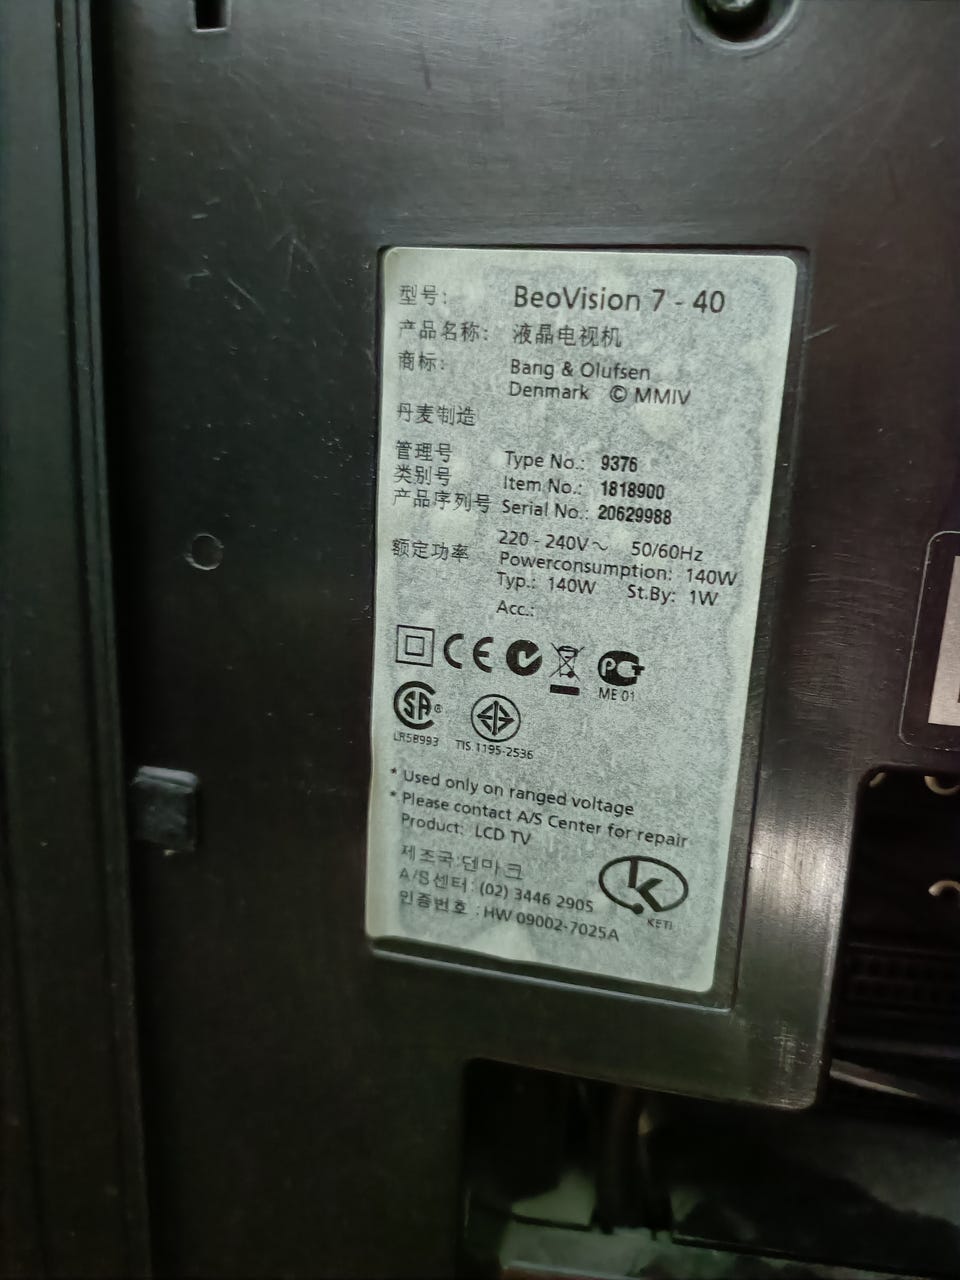 型号: BeoVision 7 - 40
产品名称: 液晶电视机
商标: Bang & Olufsen
Denmark © MMIV
丹麦制造
管理号 Type No.: 9376
类别号 Item No.: 1818900
产品序列号 Serial No.: 20629988
额定功率 220 - 240V~ 50/60Hz
Powerconsumption: 140W
Typ.: 140W St.By: 1W
Acc.:
CE PCT
ME 01
SA®
LR58993 TIS.1195-2536
* Used only on ranged voltage
* Please contact A/S Center for repair
Product: LCD TV
제조국:덴마크
A/S센터: (02) 3446 2905
인증번호 : HW 09002-7025A
K
KETI